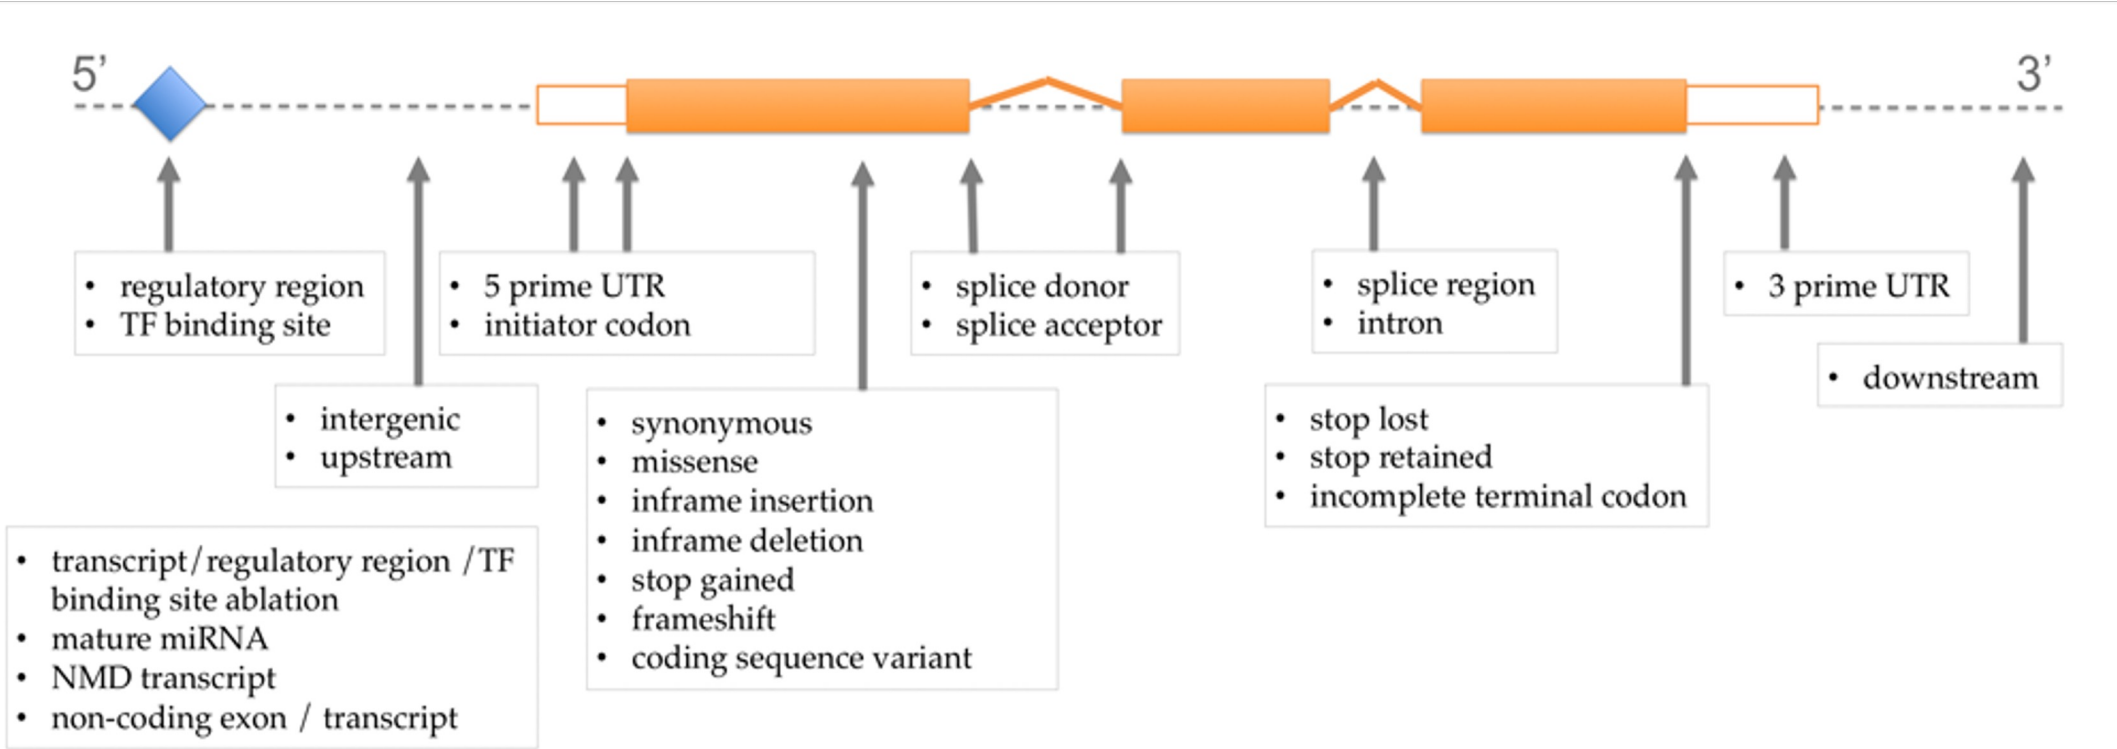 5’
3’
• regulatory region
• TF binding site
• 5 prime UTR
• initiator codon
• splice donor
• splice acceptor
• splice region
• intron
• 3 prime UTR
• downstream
• intergenic
• upstream
• synonymous
• missense
• inframe insertion
• inframe deletion
• stop gained
• frameshift
• coding sequence variant
• stop lost
• stop retained
• incomplete terminal codon
• transcript/regulatory region /TF
binding site ablation
• mature miRNA
• NMD transcript
• non-coding exon / transcript